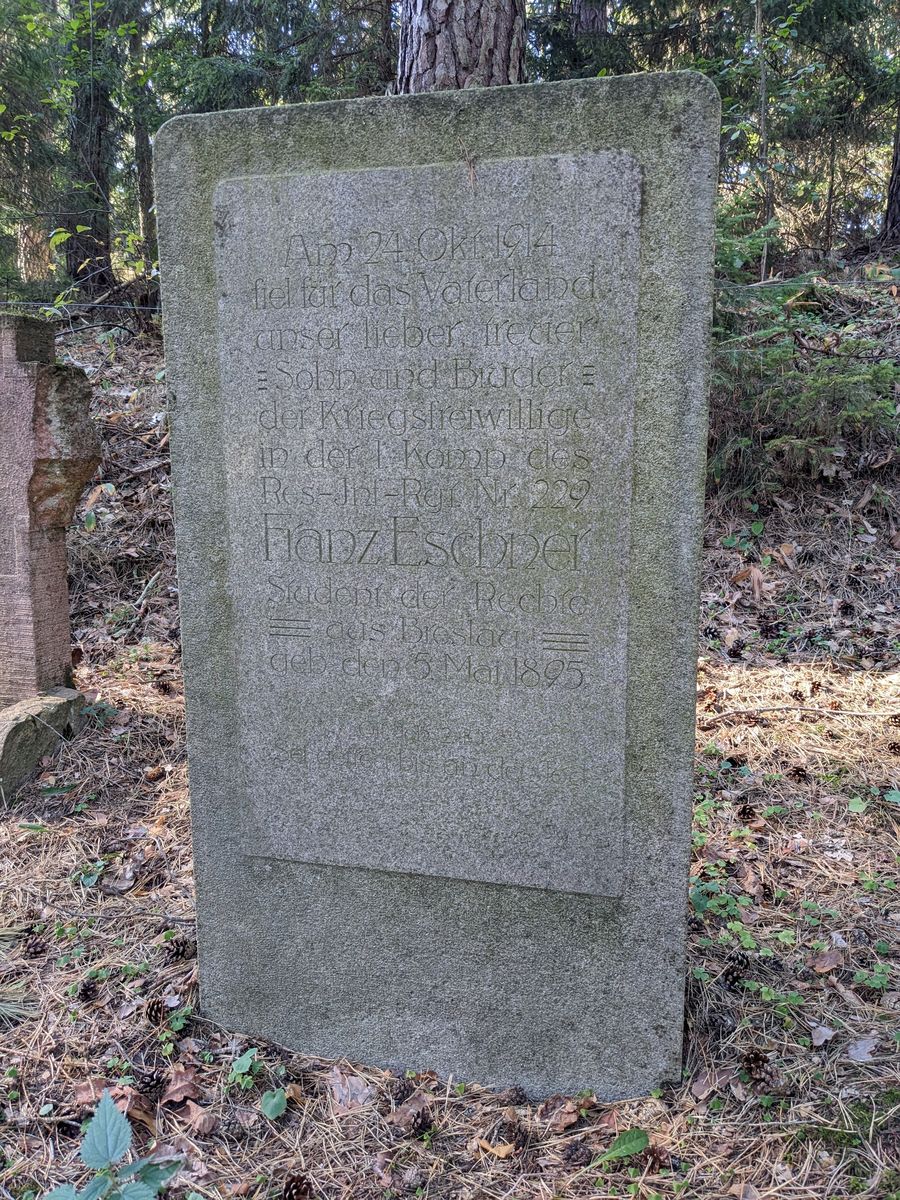 Am 24. Okt. 1914
fiel für das Vaterland
unser lieber, treuer
Sohn und Bruder
der Kriegsfreiwillige
in der 1. Komp. des
Res.-Inf.-Rgt. Nr. 229
Franz Eschner
Student der Rechte
aus Breslau
geb. den 5. Mai 1895.